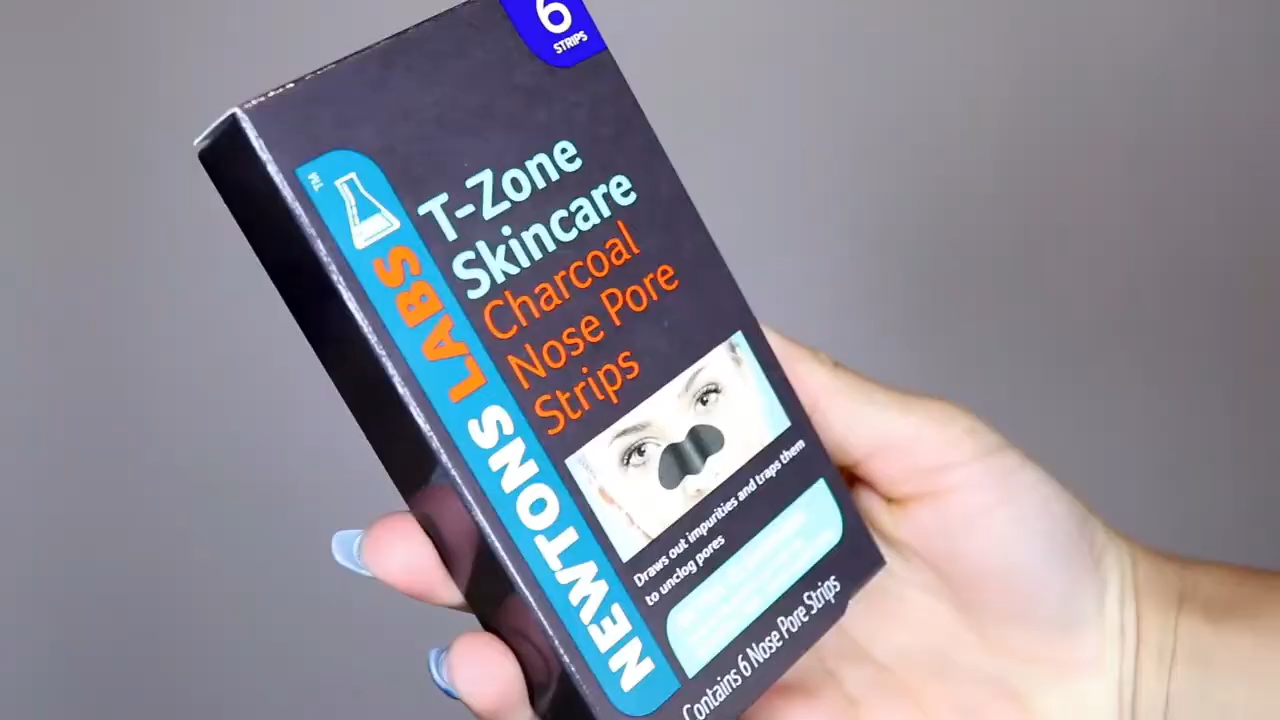 6
STRIPS
TM
NEWTONS LABS
T-Zone
Skincare
Charcoal
Nose Pore
Strips
Draws out impurities and traps them
to unclog pores
Contains 6 Nose Pore Strips